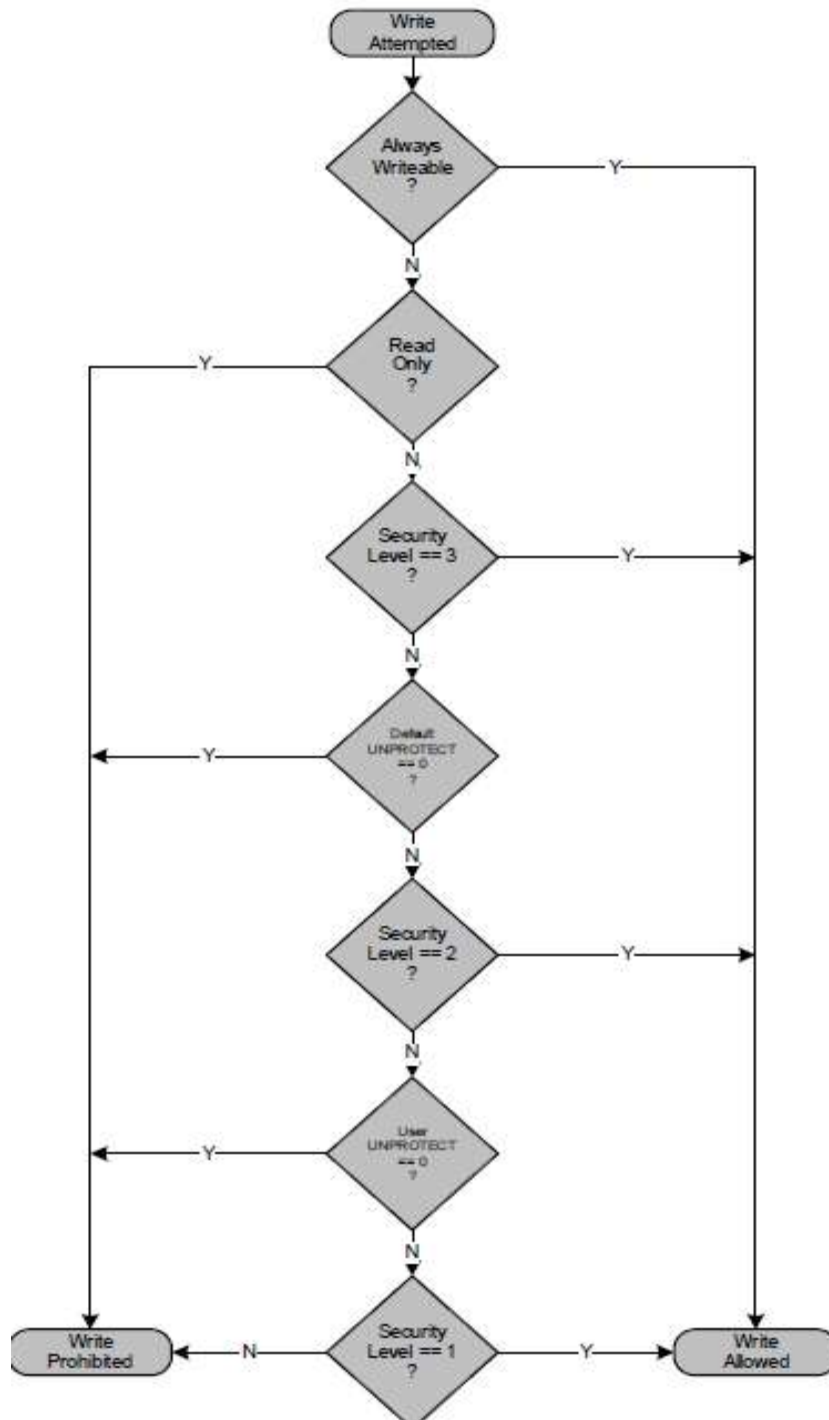 Write
Attempted
Always
Writeable
?
Y
N
Read
Only
?
Y
N
Security
Level == 3
?
Y
N
Default
UNPROTECT
== 0
?
Y
N
Security
Level == 2
?
Y
N
User
UNPROTECT
== 0
?
Y
N
Write
Prohibited
N
Security
Level == 1
?
Y
Write
Allowed